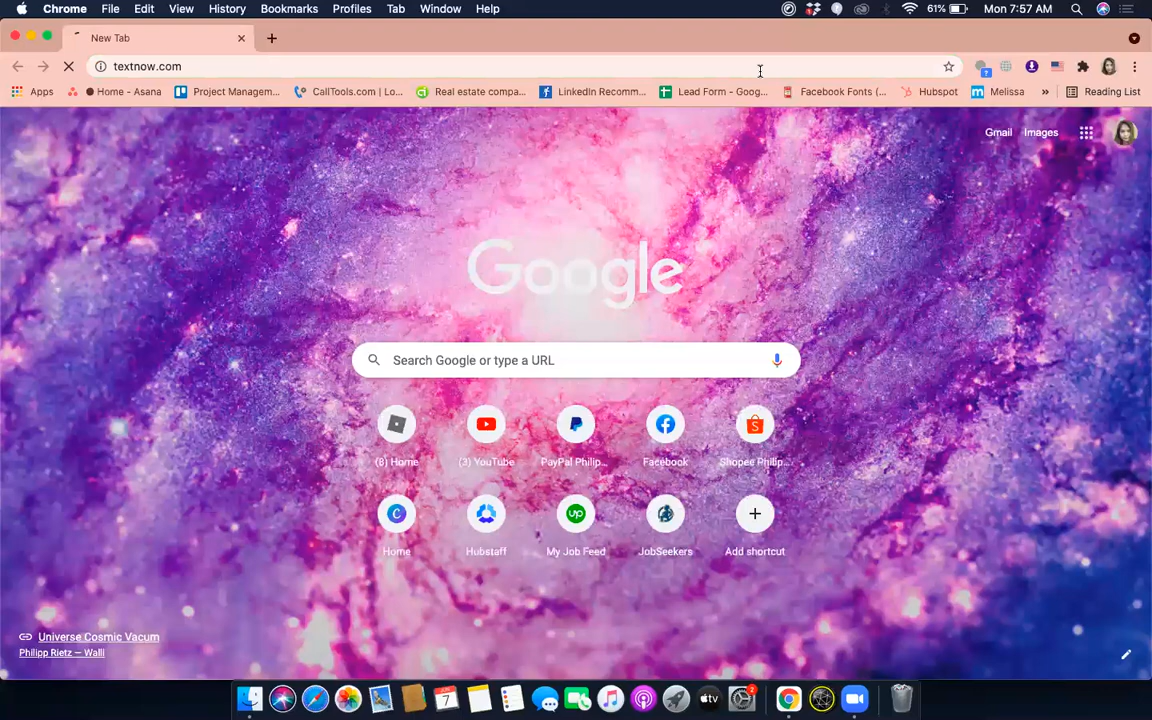 Chrome File Edit View History Bookmarks Profiles Tab Window Help 61% Mon 7:57 AM
New Tab
textnow.com
Apps Home - Asana Project Managem... CallTools.com | Lo... Real estate compa... LinkedIn Recomm... Lead Form - Goog... Facebook Fonts (... Hubspot Melissa » Reading List
Gmail Images
Google
Search Google or type a URL
(8) Home (3) YouTube PayPal Philip... Facebook Shopee Philip...
Home Hubstaff My Job Feed JobSeekers Add shortcut
Universe Cosmic Vacum
Philipp Rietz — Walli
7
tv
2